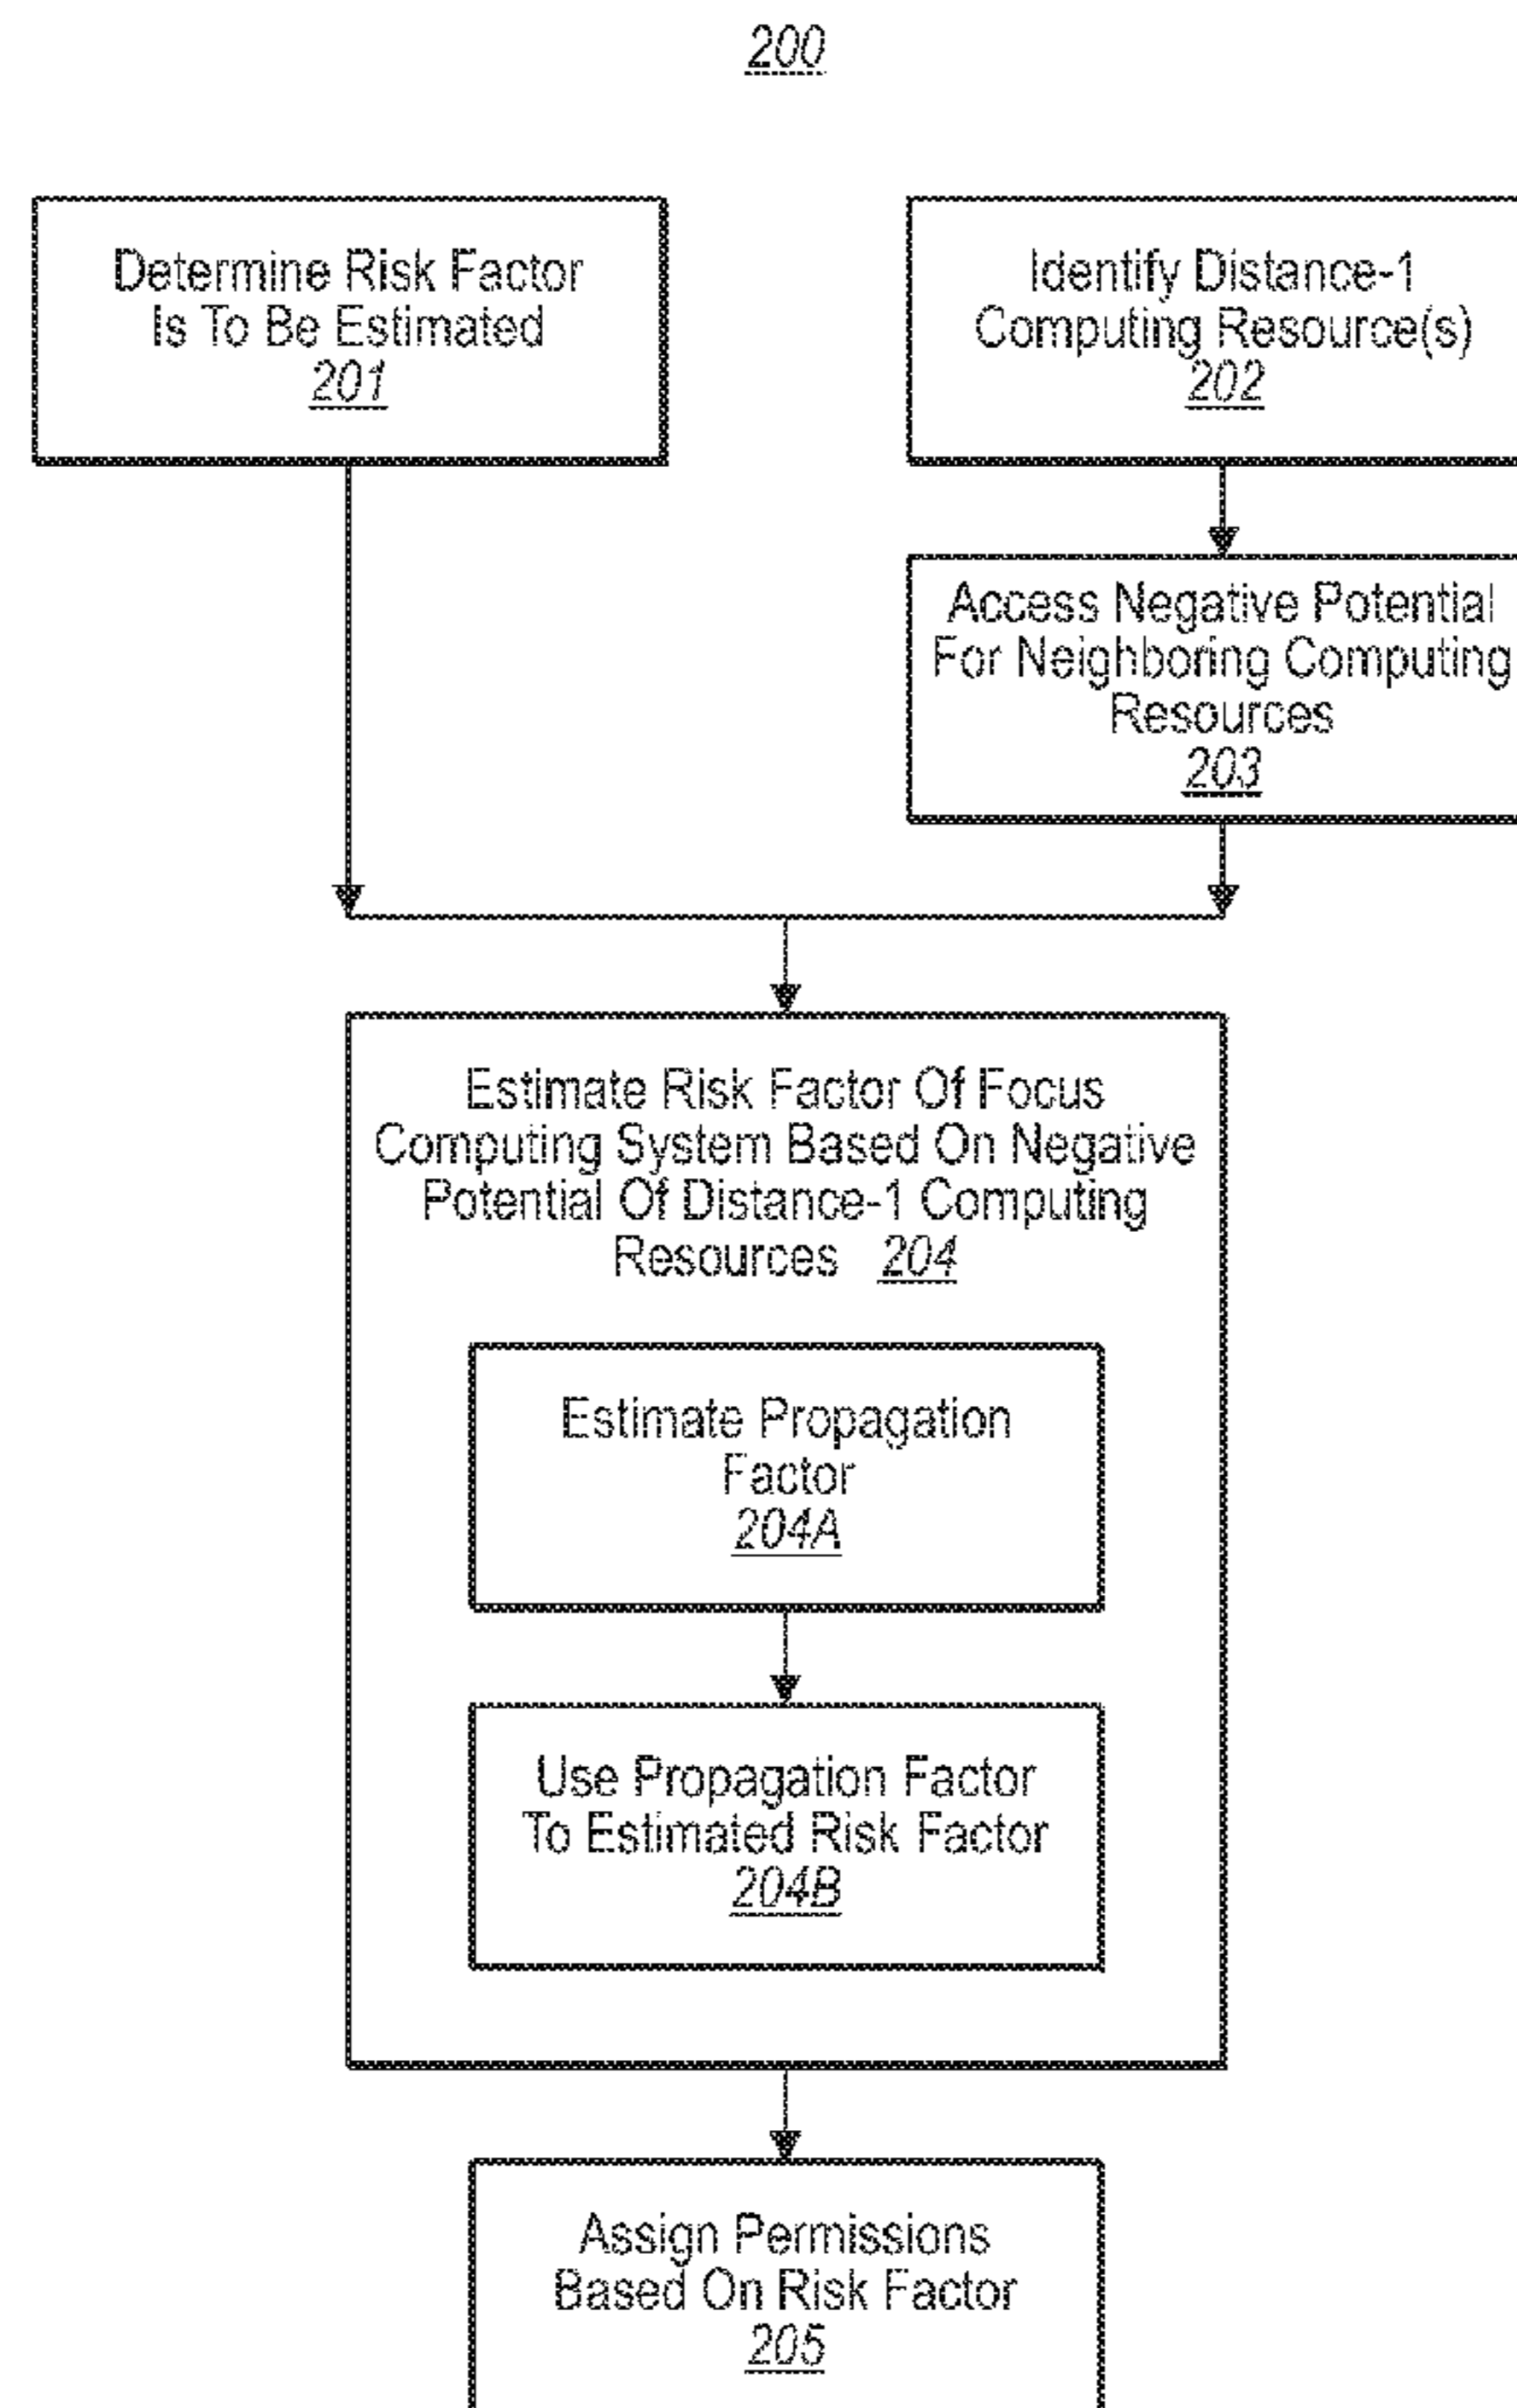 200
Determine Risk Factor
Is To Be Estimated
201
Identify Distance-1
Computing Resource(s)
202
Access Negative Potential
For Neighboring Computing
Resources
203
Estimate Risk Factor Of Focus
Computing System Based On Negative
Potential Of Distance-1 Computing
Resources 204
Estimate Propagation
Factor
204A
Use Propagation Factor
To Estimated Risk Factor
204B
Assign Permissions
Based On Risk Factor
205